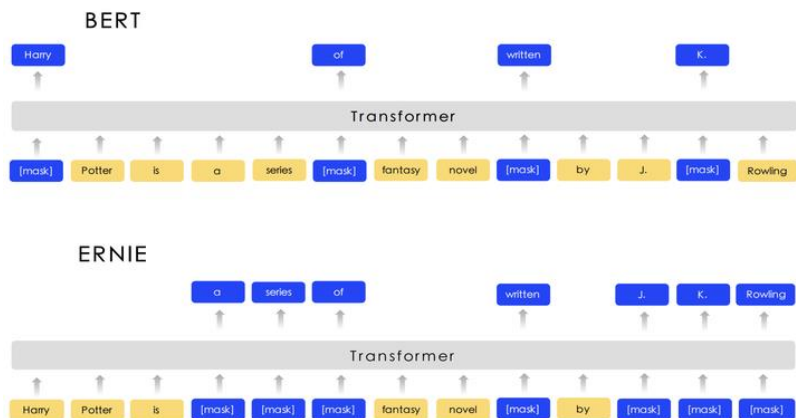 BERT
Harry of written K.
Transformer
[mask] Potter is a series [mask] fantasy novel [mask] by J. [mask] Rowling
ERNIE
a series of written J. K. Rowling
Transformer
Harry Potter is [mask] [mask] [mask] fantasy novel [mask] by [mask] [mask] [mask]